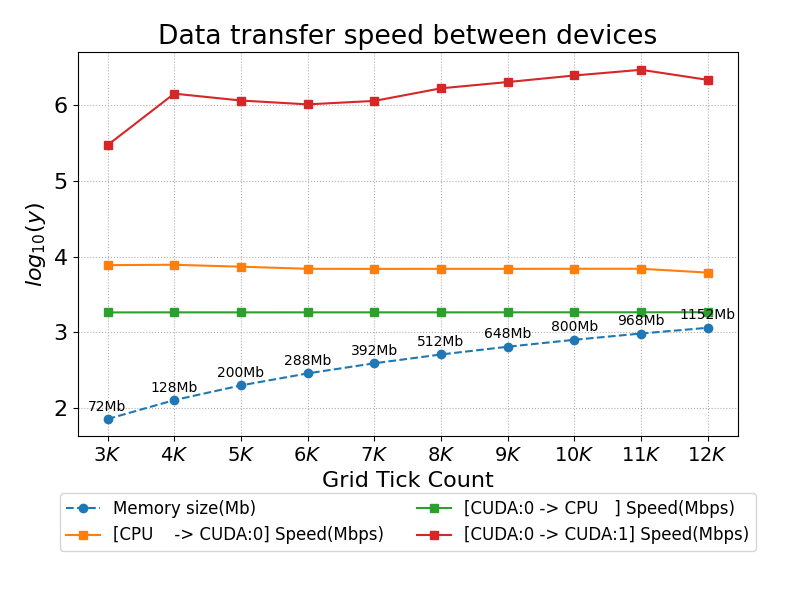 Data transfer speed between devices
log10(y)
6
5
4
3
2
72Mb
128Mb
200Mb
288Mb
392Mb
512Mb
648Mb
800Mb
968Mb
1152Mb
3K 4K 5K 6K 7K 8K 9K 10K 11K 12K
Grid Tick Count
Memory size(Mb)
[CPU -> CUDA:0] Speed(Mbps)
[CUDA:0 -> CPU ] Speed(Mbps)
[CUDA:0 -> CUDA:1] Speed(Mbps)